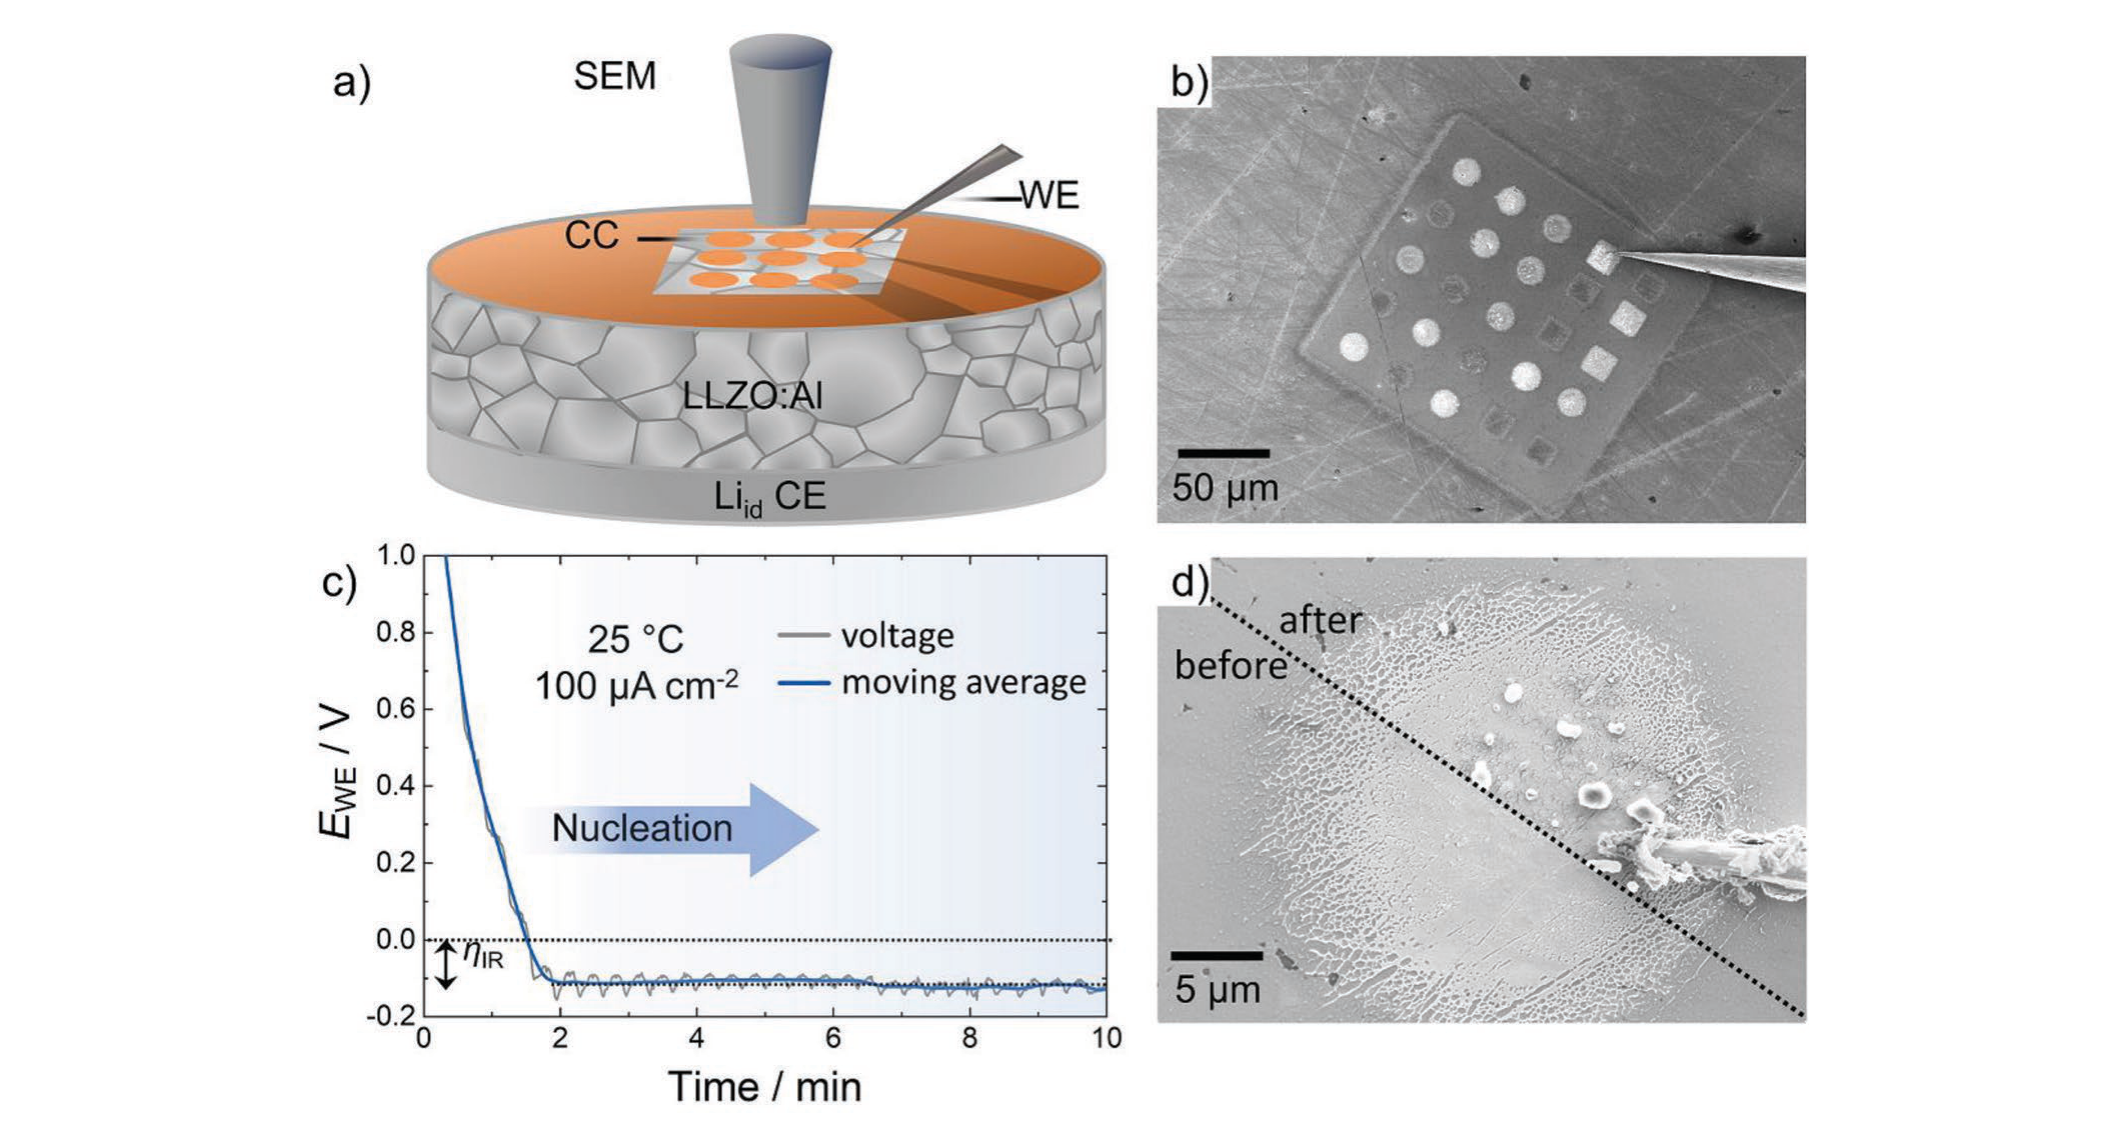 a)
SEM
WE
CC
LLZO:Al
Li_id CE
b)
50 µm
c)
1.0
0.8
0.6
0.4
0.2
0.0
-0.2
E_WE / V
25 °C
100 µA cm⁻²
voltage
moving average
Nucleation
η_IR
0 2 4 6 8 10
Time / min
d)
after
before
5 µm